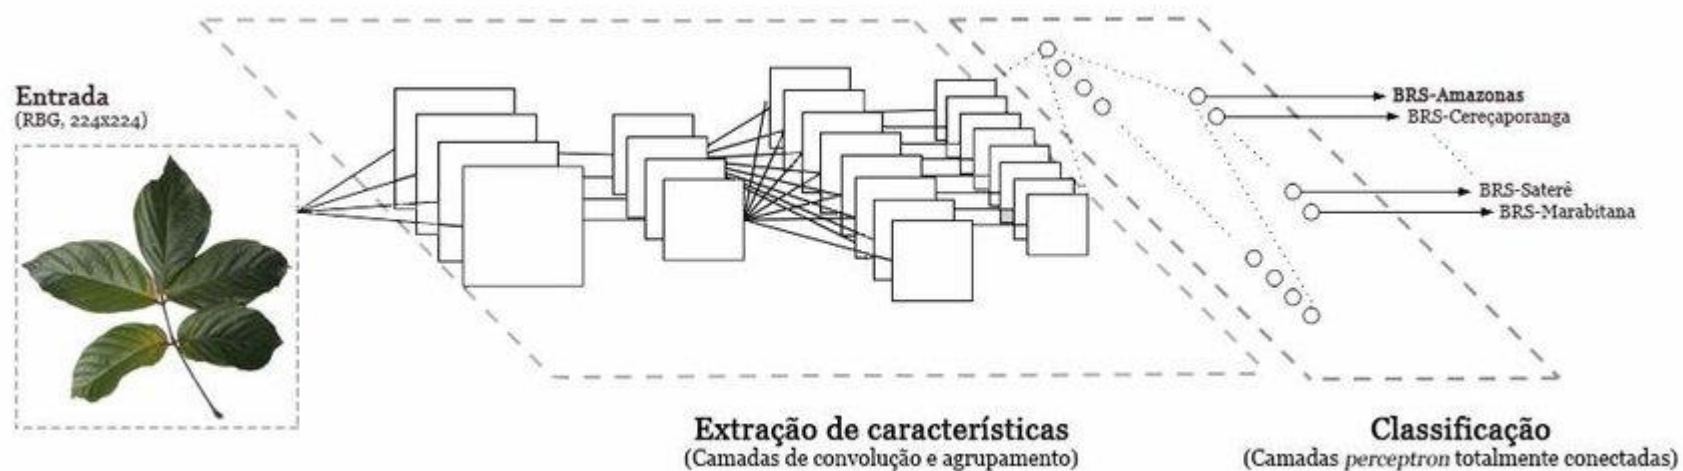 Entrada
(RBG, 224x224)
BRS-Amazonas
BRS-Cereçaporanga
BRS-Saterê
BRS-Marabitana
Extração de características
(Camadas de convolução e agrupamento)
Classificação
(Camadas perceptron totalmente conectadas)